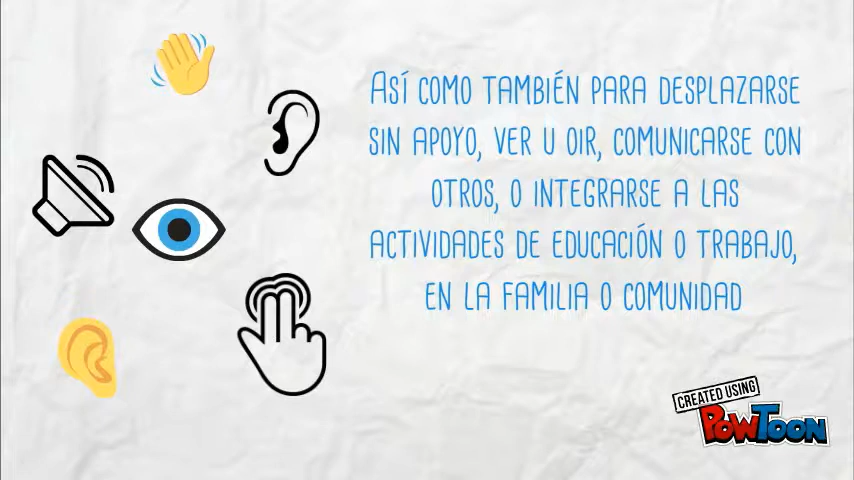 Así como también para desplazarse
sin apoyo, ver u oir, comunicarse con
otros, o integrarse a las
actividades de educación o trabajo,
en la familia o comunidad
CREATED USING
POWTOON